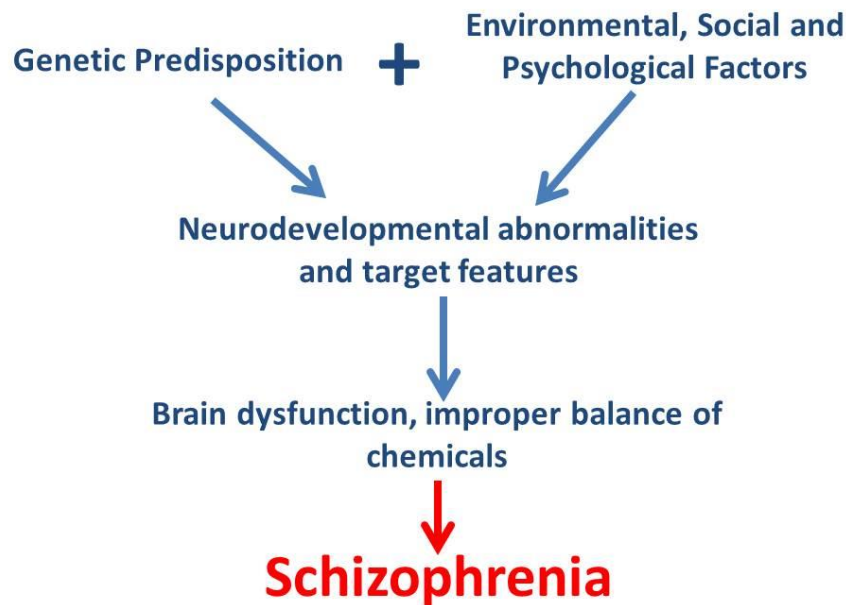 Genetic Predisposition
+
Environmental, Social and
Psychological Factors
Neurodevelopmental abnormalities
and target features
Brain dysfunction, improper balance of
chemicals
Schizophrenia